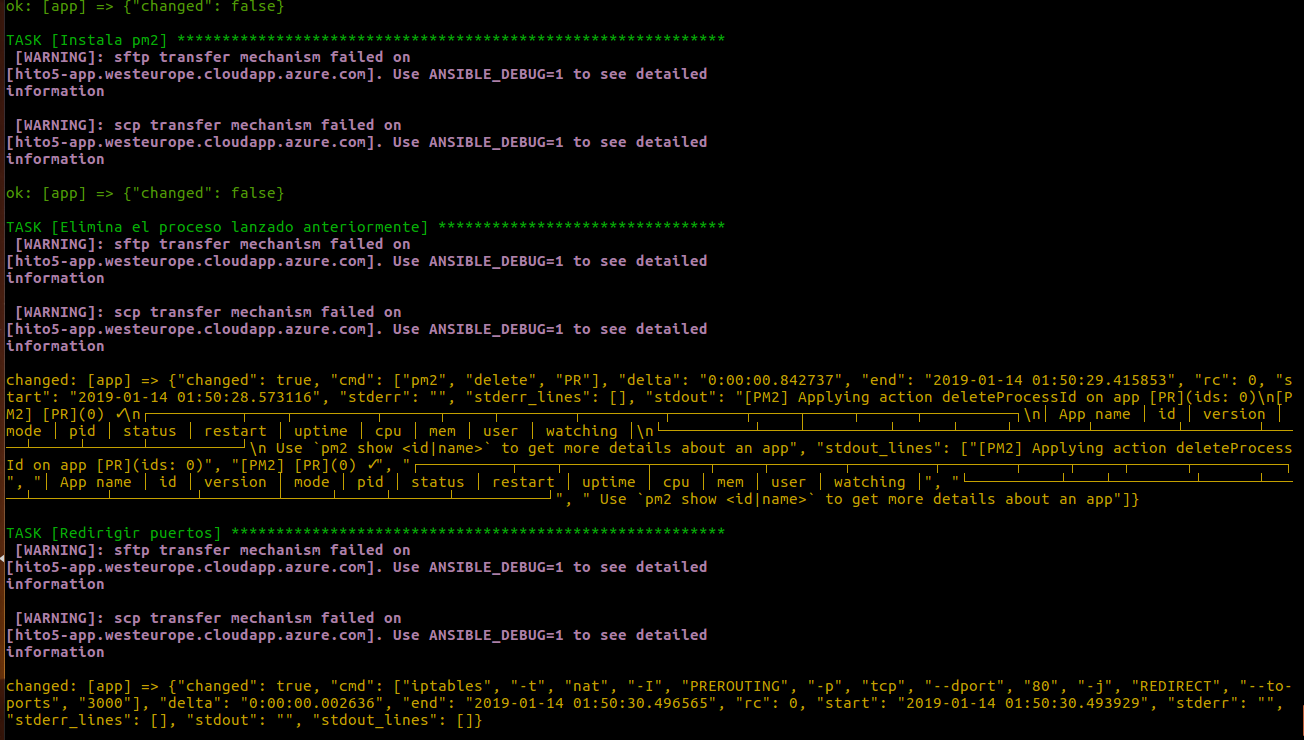 ok: [app] => {"changed": false}
TASK [Instala pm2] *************************************************************
[WARNING]: sftp transfer mechanism failed on
[hito5-app.westeurope.cloudapp.azure.com]. Use ANSIBLE_DEBUG=1 to see detailed
information
[WARNING]: scp transfer mechanism failed on
[hito5-app.westeurope.cloudapp.azure.com]. Use ANSIBLE_DEBUG=1 to see detailed
information
ok: [app] => {"changed": false}
TASK [Elimina el proceso lanzado anteriormente] ********************************
[WARNING]: sftp transfer mechanism failed on
[hito5-app.westeurope.cloudapp.azure.com]. Use ANSIBLE_DEBUG=1 to see detailed
information
[WARNING]: scp transfer mechanism failed on
[hito5-app.westeurope.cloudapp.azure.com]. Use ANSIBLE_DEBUG=1 to see detailed
information
changed: [app] => {"changed": true, "cmd": ["pm2", "delete", "PR"], "delta": "0:00:00.842737", "end": "2019-01-14 01:50:29.415853", "rc": 0, "s
tart": "2019-01-14 01:50:28.573116", "stderr": "", "stderr_lines": [], "stdout": "[PM2] Applying action deleteProcessId on app [PR](ids: 0)\n[P
M2] [PR](0) ✓\n┌──────────┬────┬─────────┬──────┬─────┬────────┬─────────┬────────┬─────┬─────┬──────┬──────────┐\n│ App name │ id │ version │
mode │ pid │ status │ restart │ uptime │ cpu │ mem │ user │ watching │\n└──────────┴────┴─────────┴──────┴─────┴────────┴─────────┴───
─────┴─────┴─────┴──────┴──────────┘\n Use `pm2 show <id|name>` to get more details about an app", "stdout_lines": ["[PM2] Applying action deleteProcess
Id on app [PR](ids: 0)", "[PM2] [PR](0) ✓", "┌──────────┬────┬─────────┬──────┬─────┬────────┬─────────┬────────┬─────┬─────┬──────┬──────────┐
", "│ App name │ id │ version │ mode │ pid │ status │ restart │ uptime │ cpu │ mem │ user │ watching │", "└──────────┴────┴─────────┴──────┴──
───┴────────┴─────────┴────────┴─────┴─────┴──────┴──────────┘", " Use `pm2 show <id|name>` to get more details about an app"]}
TASK [Redirigir puertos] *******************************************************
[WARNING]: sftp transfer mechanism failed on
[hito5-app.westeurope.cloudapp.azure.com]. Use ANSIBLE_DEBUG=1 to see detailed
information
[WARNING]: scp transfer mechanism failed on
[hito5-app.westeurope.cloudapp.azure.com]. Use ANSIBLE_DEBUG=1 to see detailed
information
changed: [app] => {"changed": true, "cmd": ["iptables", "-t", "nat", "-I", "PREROUTING", "-p", "tcp", "--dport", "80", "-j", "REDIRECT", "--to-
ports", "3000"], "delta": "0:00:00.002636", "end": "2019-01-14 01:50:30.496565", "rc": 0, "start": "2019-01-14 01:50:30.493929", "stderr": "",
"stderr_lines": [], "stdout": "", "stdout_lines": []}